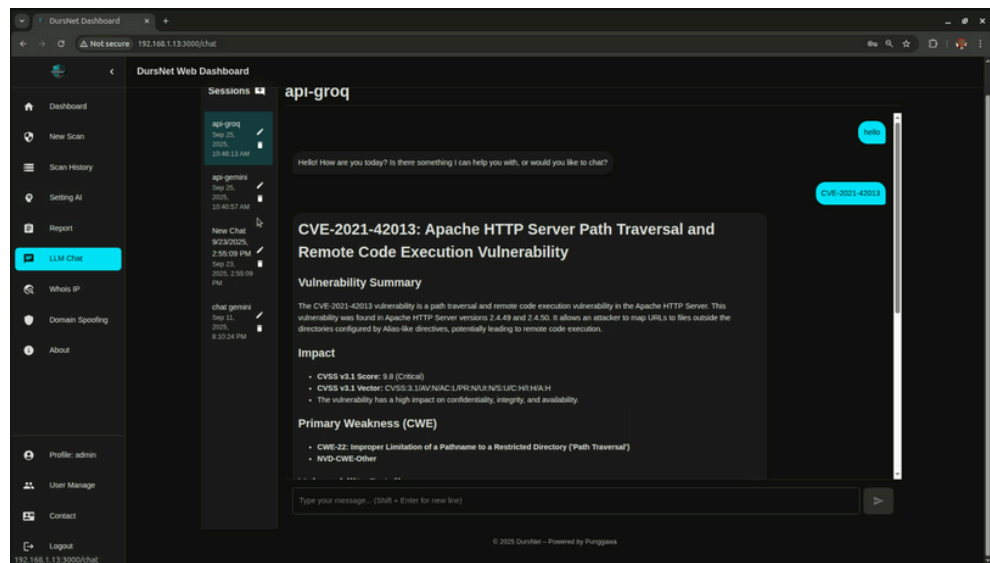 DursNet Dashboard
Not secure 192.168.1.13:3000/chat
DursNet Web Dashboard
Dashboard
New Scan
Scan History
Setting AI
Report
LLM Chat
Whois IP
Domain Spoofing
About
Profile: admin
User Manage
Contact
Logout
192.168.1.13:3000/chat
Sessions
api-groq
Sep 25,
2025,
10:48:13 AM
api-gemini
Sep 25,
2025,
10:40:57 AM
New Chat
9/23/2025,
2:55:09 PM
Sep 23,
2025, 2:55:09
PM
chat gemini
Sep 11,
2025,
8:10:24 PM
api-groq
hello
Hello! How are you today? Is there something I can help you with, or would you like to chat?
CVE-2021-42013
CVE-2021-42013: Apache HTTP Server Path Traversal and
Remote Code Execution Vulnerability
Vulnerability Summary
The CVE-2021-42013 vulnerability is a path traversal and remote code execution vulnerability in the Apache HTTP Server. This
vulnerability was found in Apache HTTP Server versions 2.4.49 and 2.4.50. It allows an attacker to map URLs to files outside the
directories configured by Alias-like directives, potentially leading to remote code execution.
Impact
• CVSS v3.1 Score: 9.8 (Critical)
• CVSS v3.1 Vector: CVSS:3.1/AV:N/AC:L/PR:N/UI:N/S:U/C:H/I:H/A:H
• The vulnerability has a high impact on confidentiality, integrity, and availability.
Primary Weakness (CWE)
• CWE-22: Improper Limitation of a Pathname to a Restricted Directory ('Path Traversal')
• NVD-CWE-Other
Type your message... (Shift + Enter for new line)
© 2025 DursNet – Powered by Punggawa